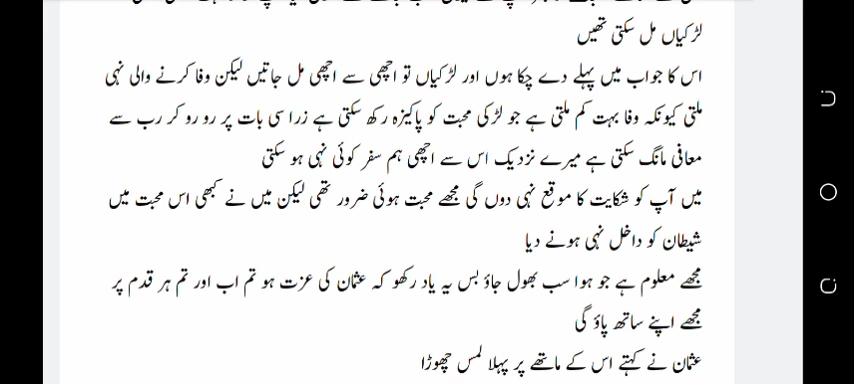 لڑکیاں مل سکتی تھیں
اس کا جواب میں پہلے دے چکا ہوں اور لڑکیاں تو اچھی سے اچھی مل جاتیں لیکن وفا کرنے والی نہی
ملتی کیونکہ وفا بہت کم ملتی ہے جو لڑکی محبت کو پاکیزہ رکھ سکتی ہے زرا سی بات پر رو رو کر رب سے
معافی مانگ سکتی ہے میرے نزدیک اس سے اچھی ہم سفر کوئی نہی ہو سکتی
میں آپ کو شکایت کا موقع نہی دوں گی مجھے محبت ہوئی ضرور تھی لیکن میں نے کبھی اس محبت میں
شیطان کو داخل نہی ہونے دیا
مجھے معلوم ہے جو ہوا سب بھول جاؤ بس یہ یاد رکھو کہ عثمان کی عزت ہو تم اب اور تم ہر قدم پر
مجھے اپنے ساتھ پاؤ گی
عثمان نے کہتے اس کے ماتھے پر پہلا لمس چھوڑا